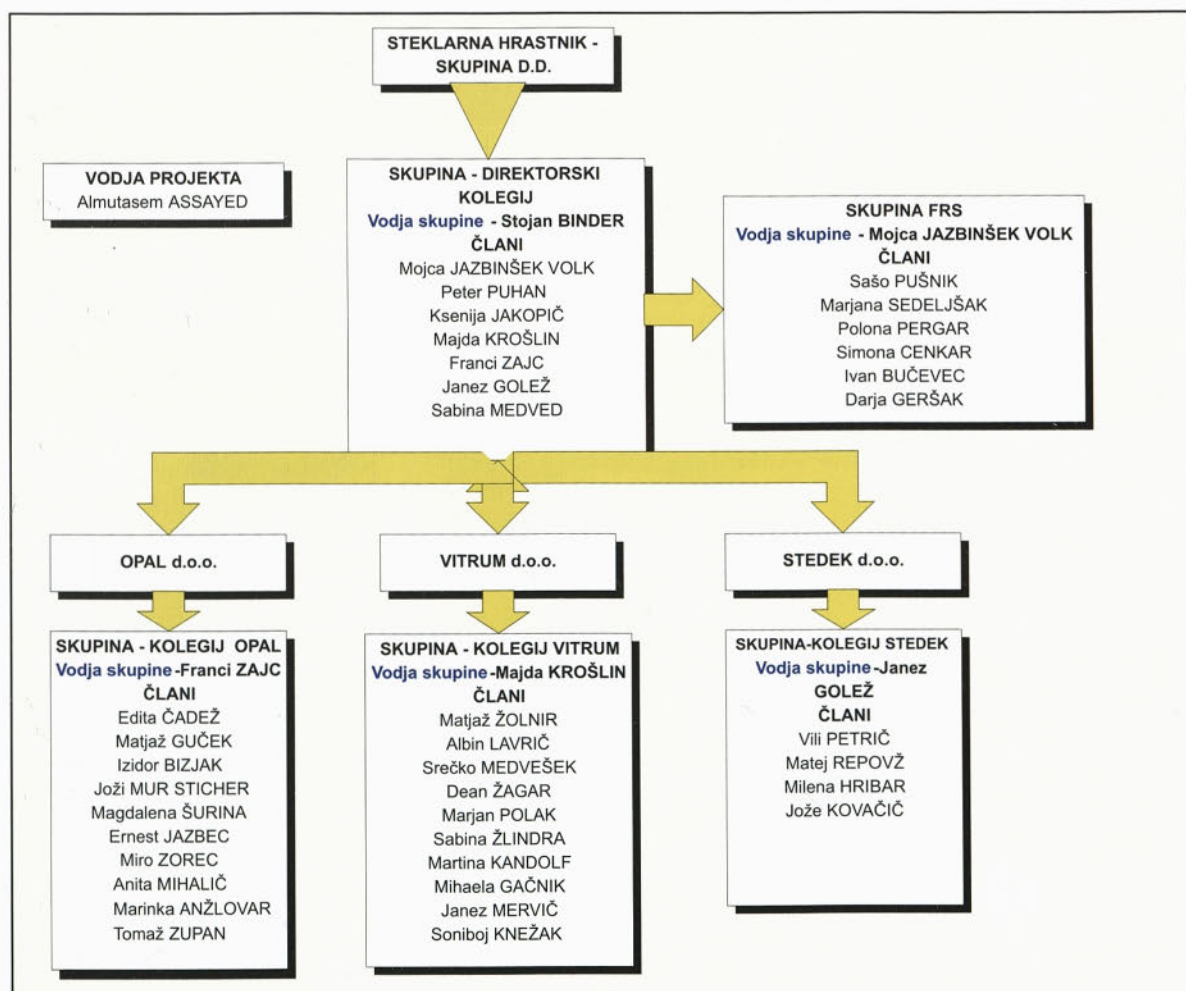 STEKLARNA HRASTNIK -
SKUPINA D.D.
VODJA PROJEKTA
Almutasem ASSAYED
SKUPINA - DIREKTORSKI
KOLEGIJ
Vodja skupine - Stojan BINDER
ČLANI
Mojca JAZBINŠEK VOLK
Peter PUHAN
Ksenija JAKOPIČ
Majda KROŠLIN
Franci ZAJC
Janez GOLEŽ
Sabina MEDVED
SKUPINA FRS
Vodja skupine - Mojca JAZBINŠEK VOLK
ČLANI
Sašo PUŠNIK
Marjana SEDELJŠAK
Polona PERGAR
Simona CENKAR
Ivan BUČEVEC
Darja GERŠAK
OPAL d.o.o.
VITRUM d.o.o.
STEDEK d.o.o.
SKUPINA - KOLEGIJ OPAL
Vodja skupine -Franci ZAJC
ČLANI
Edita ČADEŽ
Matjaž GUČEK
Izidor BIZJAK
Joži MUR STICHER
Magdalena ŠURINA
Ernest JAZBEC
Miro ZOREC
Anita MIHALIČ
Marinka ANŽLOVAR
Tomaž ZUPAN
SKUPINA - KOLEGIJ VITRUM
Vodja skupine -Majda KROŠLIN
ČLANI
Matjaž ŽOLNIR
Albin LAVRIČ
Srečko MEDVEŠEK
Dean ŽAGAR
Marjan POLAK
Sabina ŽLINDRA
Martina KANDOLF
Mihaela GAČNIK
Janez MERVIČ
Soniboj KNEŽAK
SKUPINA-KOLEGIJ STEDEK
Vodja skupine -Janez
GOLEŽ
ČLANI
Vili PETRIČ
Matej REPOVŽ
Milena HRIBAR
Jože KOVAČIČ